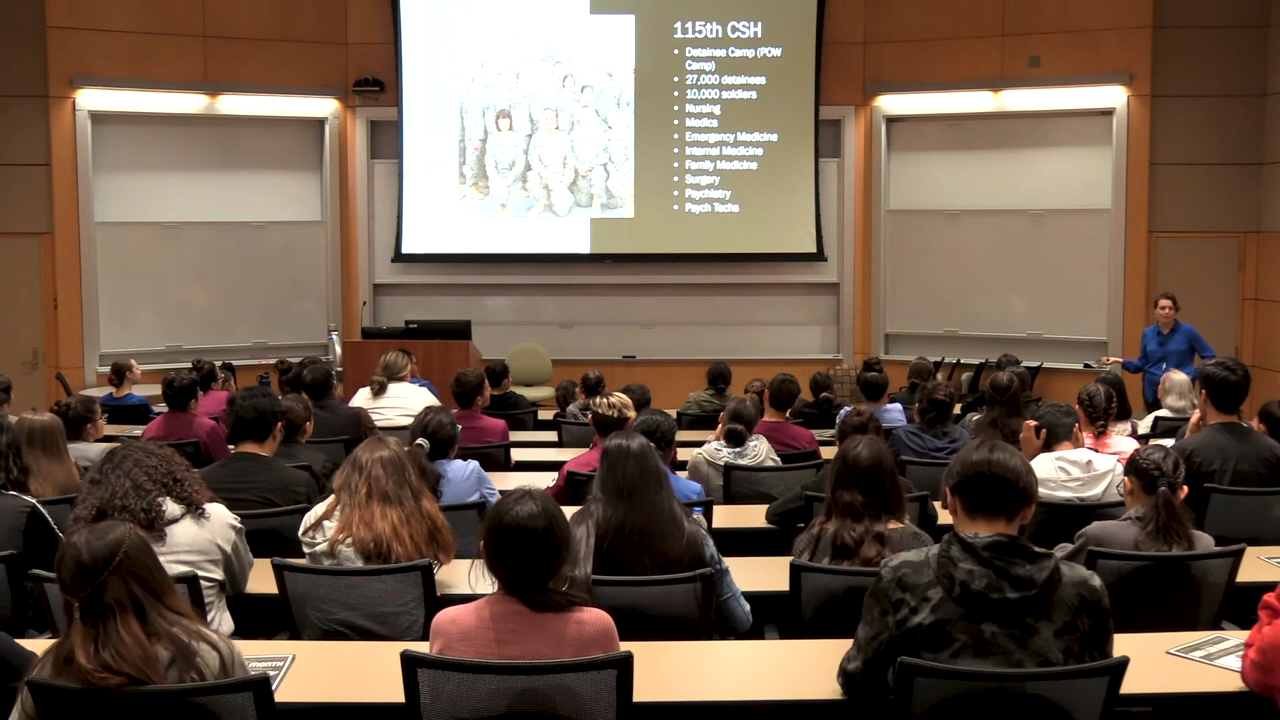 115th CSH
• Detainee Camp (POW
Camp)
• 27,000 detainees
• 10,000 soldiers
• Nursing
• Medics
• Emergency Medicine
• Internal Medicine
• Family Medicine
• Surgery
• Psychiatry
• Psych Techs
MONTH